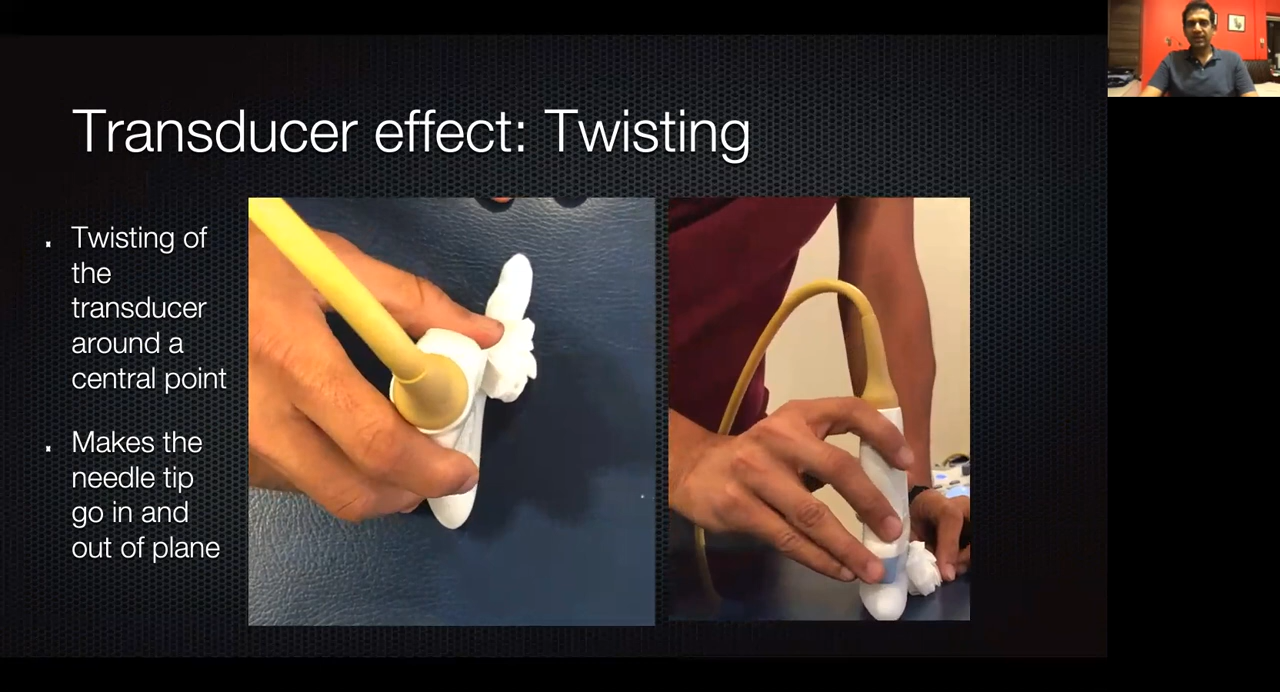 Transducer effect: Twisting
Twisting of
the
transducer
around a
central point
Makes the
needle tip
go in and
out of plane